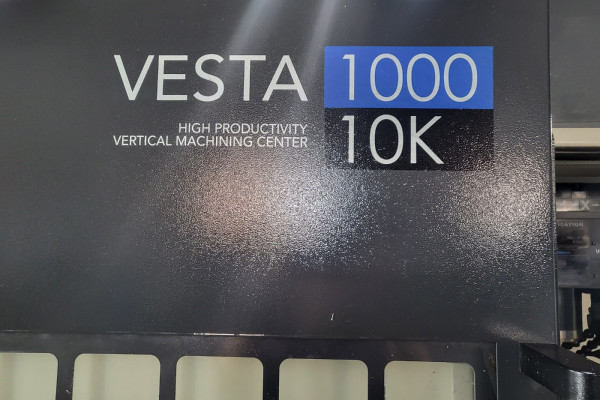 VESTA 1000
HIGH PRODUCTIVITY
VERTICAL MACHINING CENTER
10K